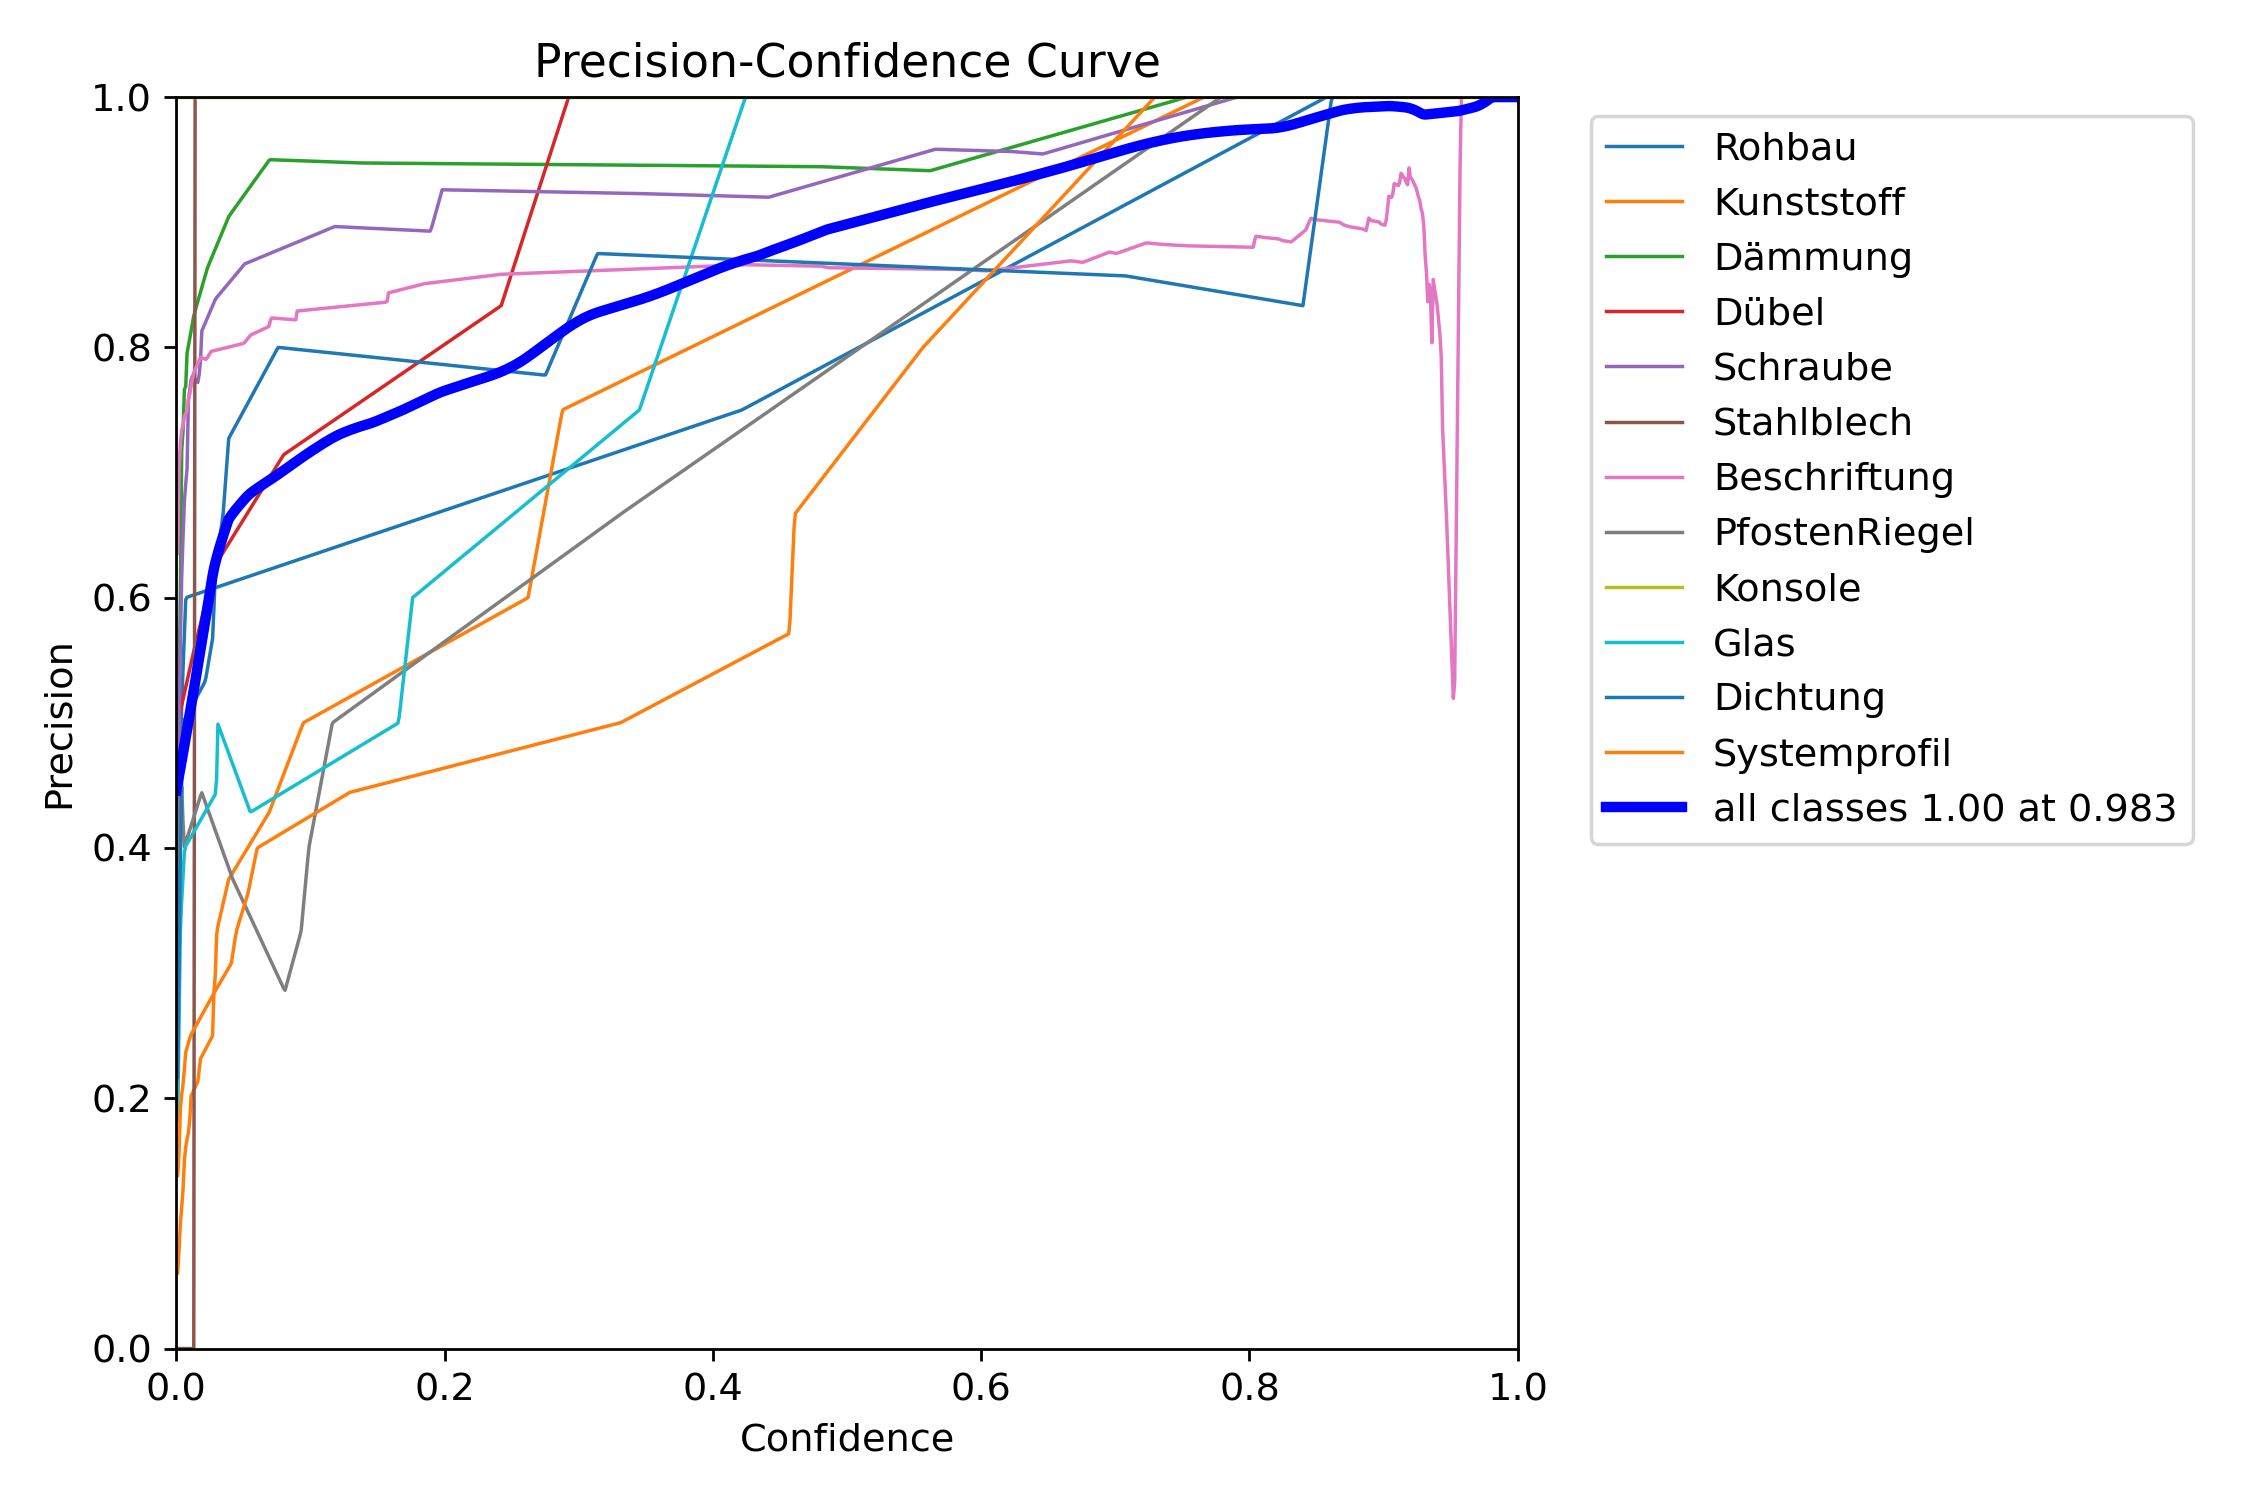 Precision-Confidence Curve
1.0
0.8
0.6
0.4
0.2
0.0
Precision
0.0 0.2 0.4 0.6 0.8 1.0
Confidence
Rohbau
Kunststoff
Dämmung
Dübel
Schraube
Stahlblech
Beschriftung
PfostenRiegel
Konsole
Glas
Dichtung
Systemprofil
all classes 1.00 at 0.983